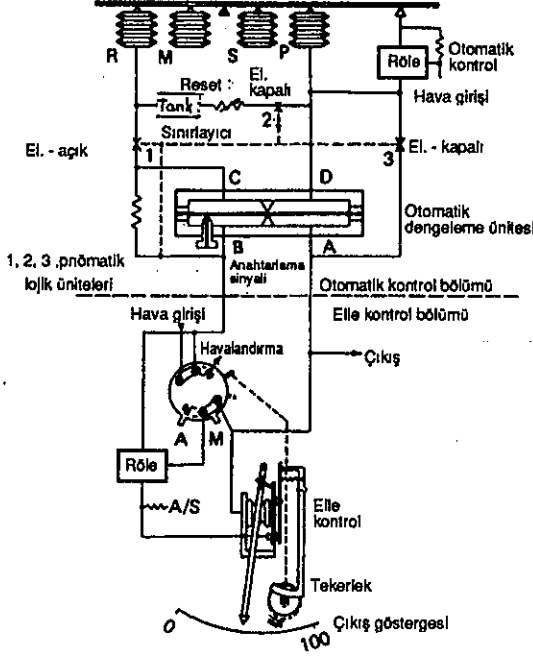 R M S P
Otomatik
kontrol
Röle
Reset :
El.
kapalı
Tank
Hava girişi
2
Sınırlayıcı
El. - açık
1
3
El. - kapalı
C D
Otomatik
dengeleme ünitesi
B A
1, 2, 3 ,pnömatik
lojik üniteleri
Anahtarlama
sinyali
Otomatik kontrol bölümü
Elle kontrol bölümü
Hava girişi
Havalandırma
Çıkış
A M
Röle
A/S
Elle
kontrol
Tekerlek
0
100
Çıkış göstergesi